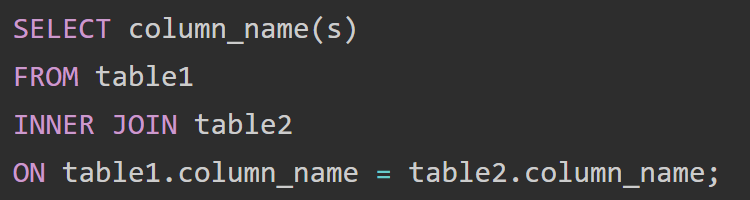 SELECT column_name(s)
FROM table1
INNER JOIN table2
ON table1.column_name = table2.column_name;